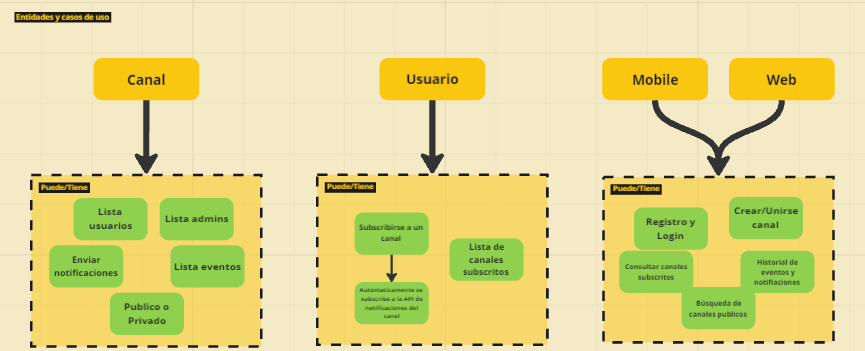 Entidades y casos de uso
Canal
Usuario
Mobile
Web
Puede/Tiene
Lista
usuarios
Lista admins
Enviar
notificaciones
Lista eventos
Publico o
Privado
Puede/Tiene
Subscribirse a un
canal
Automaticamente se
subscribe a la API de
notifisaciones del
canal
Lista de
canales
subscritos
Puede/Tiene
Registro y
Login
Crear/Unirse
canal
Consultar canales
subscritos
Historial de
eventos y
notifiaciones
Búsqueda de
canales publicos